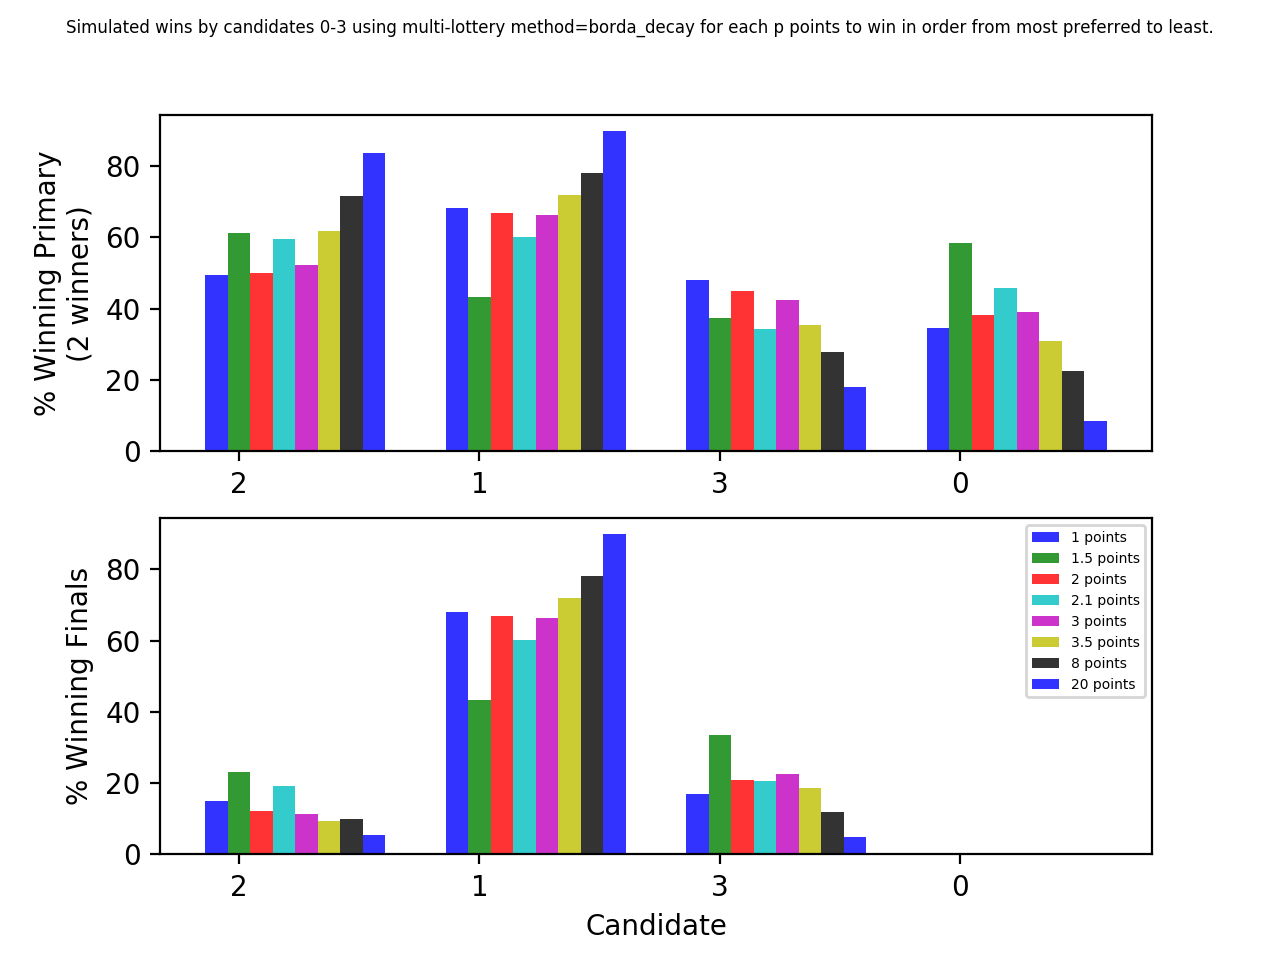 Simulated wins by candidates 0-3 using multi-lottery method=borda_decay for each p points to win in order from most preferred to least.
% Winning Primary
(2 winners)
80
60
40
20
0
2 1 3 0
% Winning Finals
80
60
40
20
0
1 points
1.5 points
2 points
2.1 points
3 points
3.5 points
8 points
20 points
2 1 3 0
Candidate